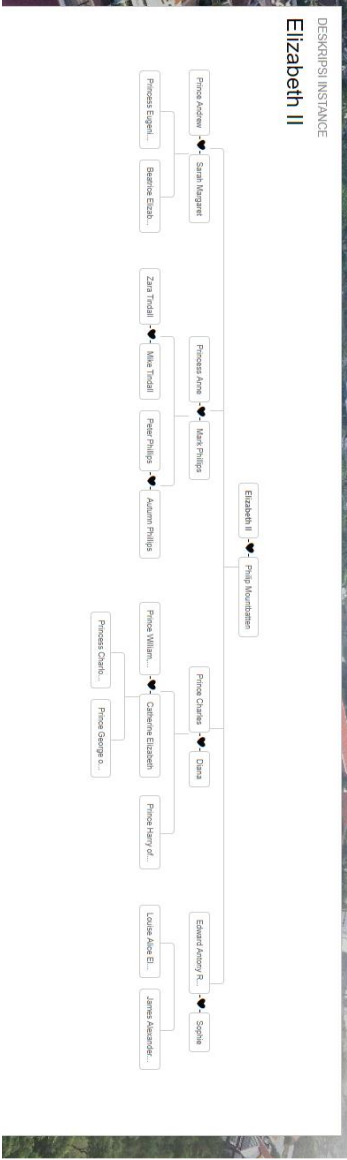 DESKRIPSI INSTANCE
Elizabeth II
Elizabeth II
Philip Mountbatten
Prince Andrew
Sarah Margaret
Princess Anne
Mark Phillips
Prince Charles
Diana
Edward Antony R...
Sophie
Princess Eugeni...
Beatrice Elizab...
Zara Tindall
Mike Tindall
Peter Phillips
Autumn Phillips
Prince William...
Catherine Elizabeth
Prince Harry of...
Louise Alice El...
James Alexander...
Princess Charlo...
Prince George o...